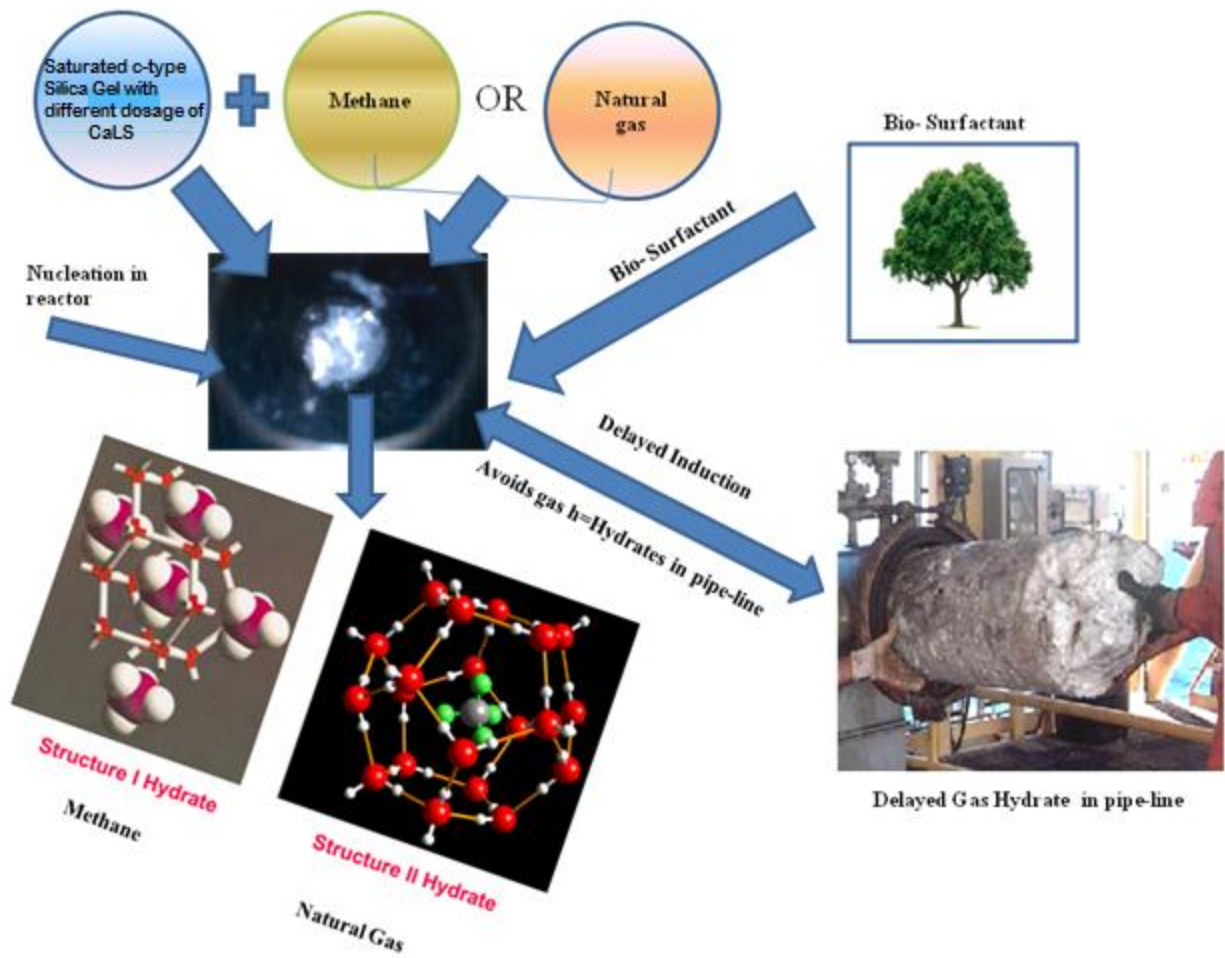 Saturated c-type
Silica Gel with
different dosage of
CaLS
Methane
OR
Natural
gas
Bio- Surfactant
Bio- Surfactant
Nucleation in
reactor
Delayed Induction
Avoids gas h=Hydrates in pipe-line
Structure I Hydrate
Methane
Structure II Hydrate
Natural Gas
Delayed Gas Hydrate in pipe-line